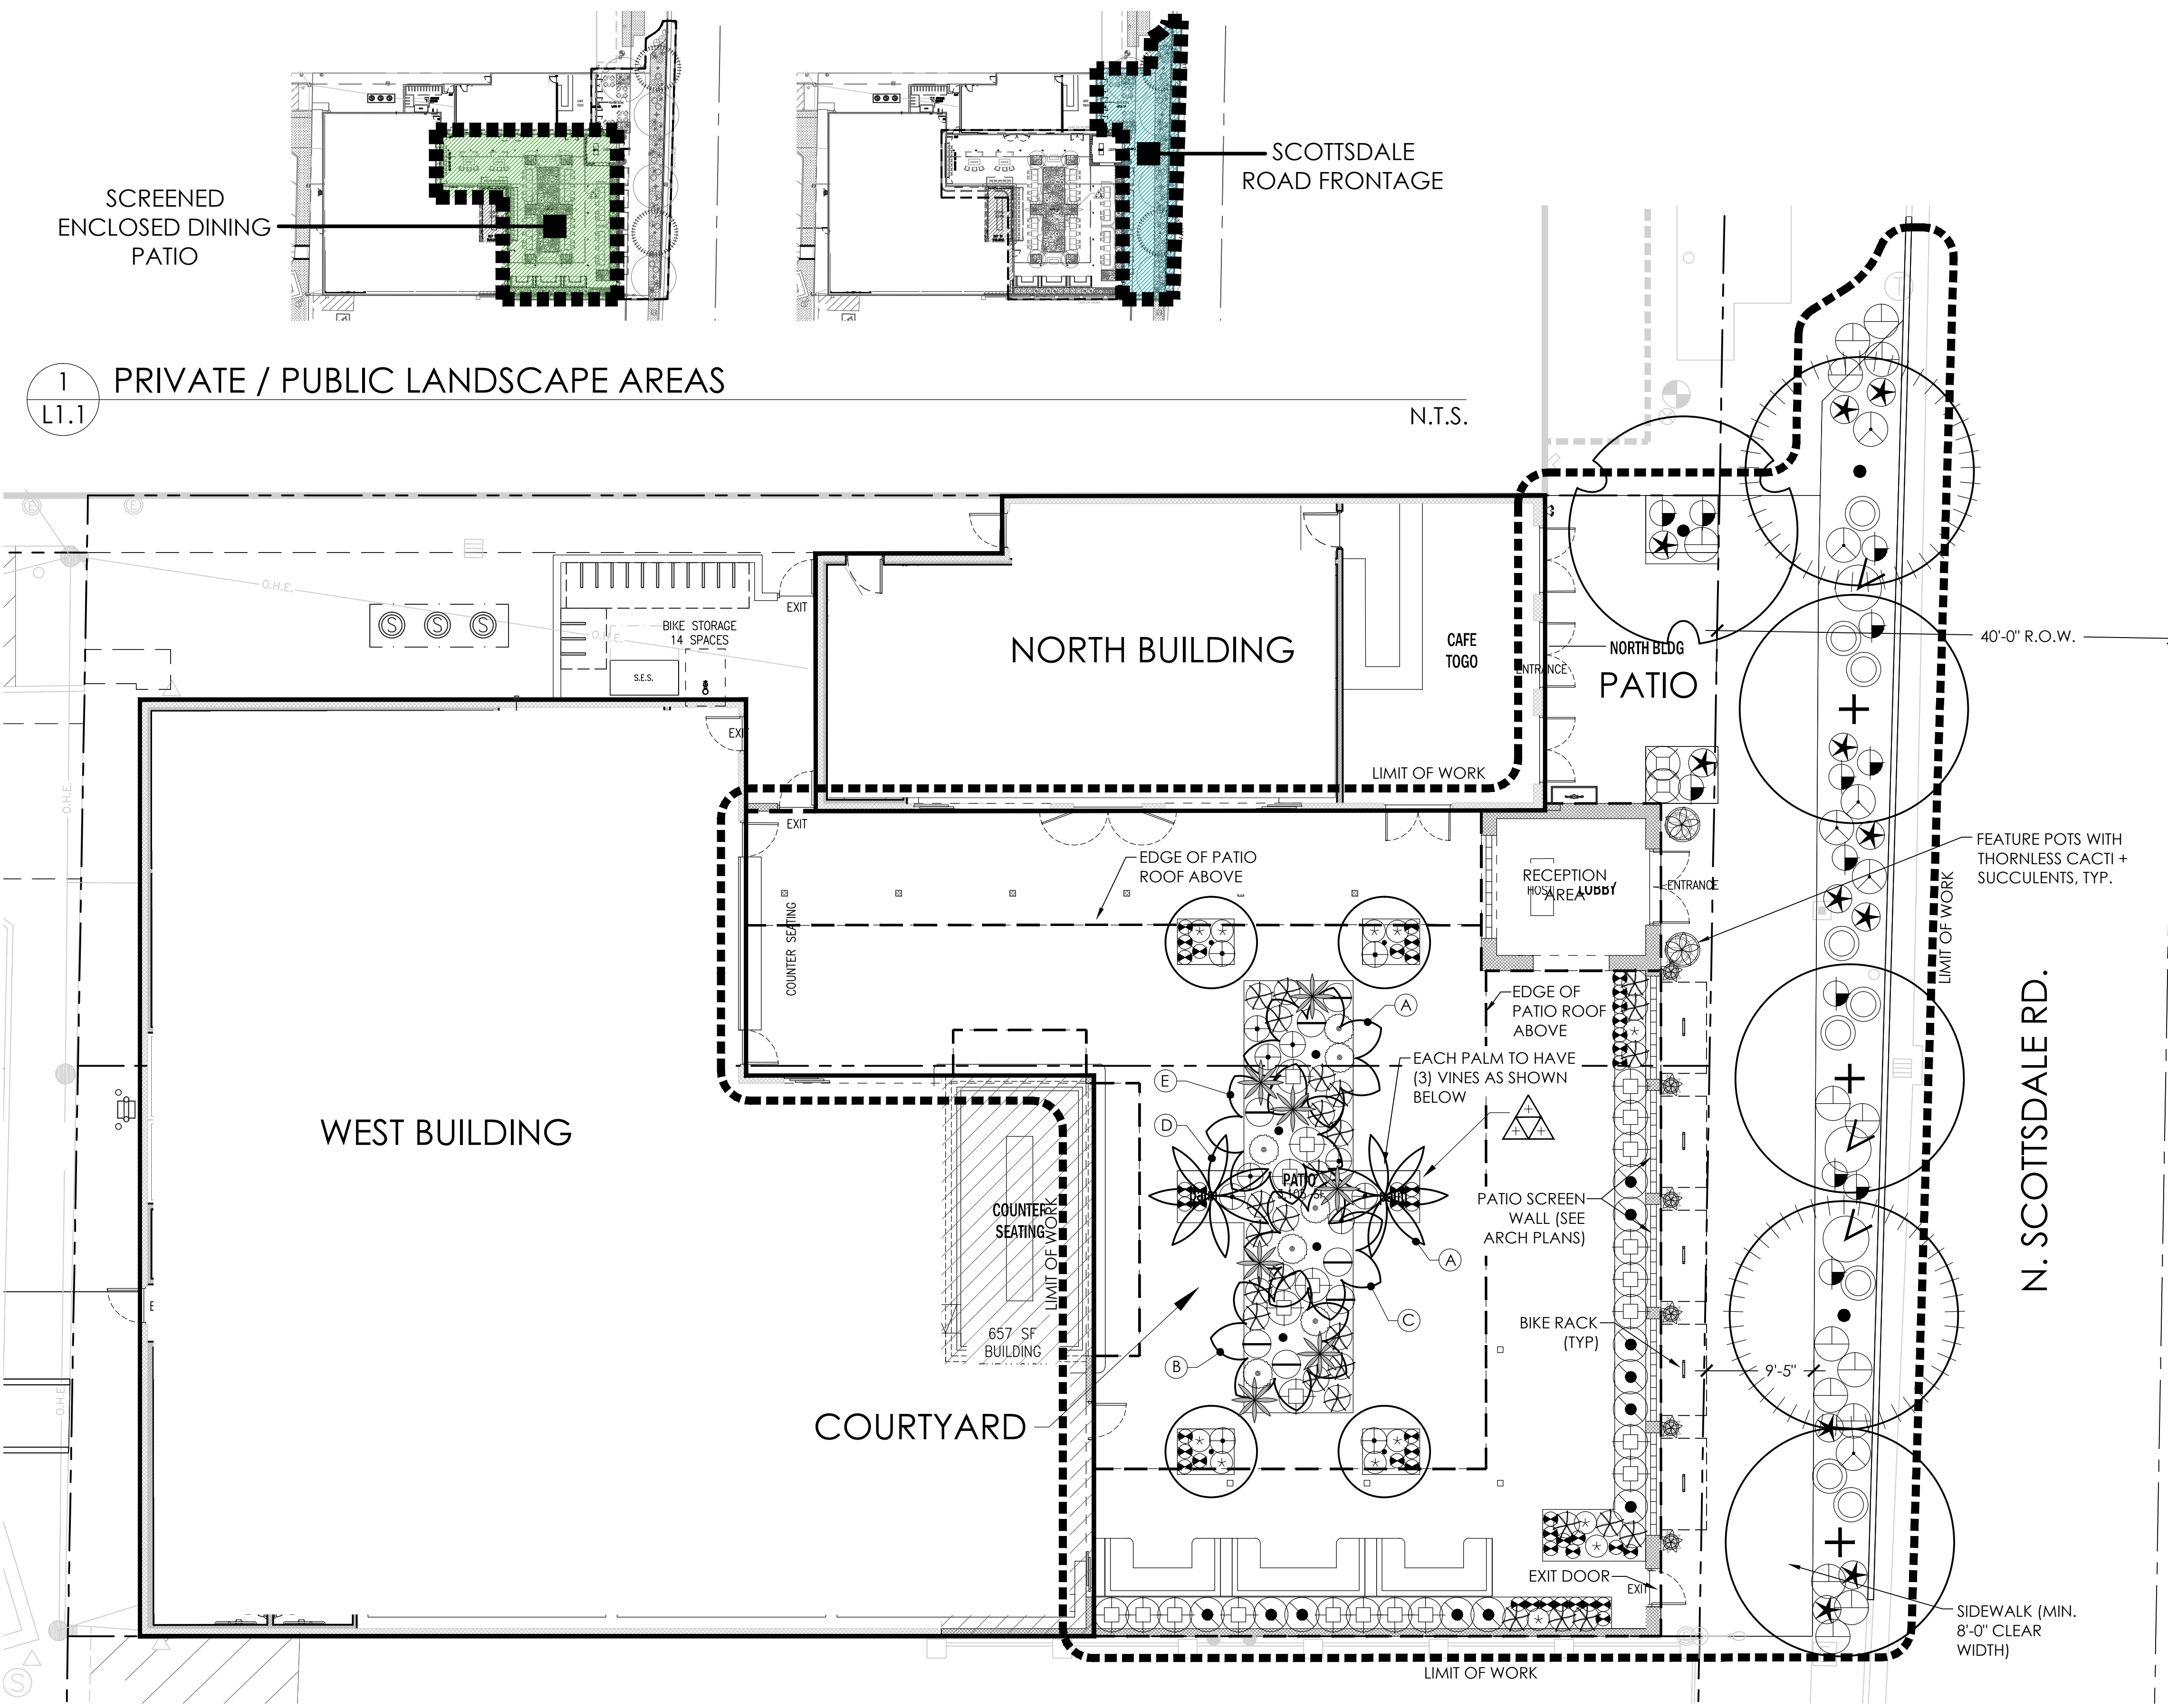 SCREENED
ENCLOSED DINING
PATIO
SCOTTSDALE
ROAD FRONTAGE
1
L1.1
PRIVATE / PUBLIC LANDSCAPE AREAS
N.T.S.
O.H.E.
EXIT
BIKE STORAGE
14 SPACES
O.H.E.
S.E.S.
NORTH BUILDING
CAFE
TOGO
ENTRANCE
NORTH BLDG
PATIO
40'-0" R.O.W.
LIMIT OF WORK
EXIT
O.H.E.
EXIT
EDGE OF PATIO
ROOF ABOVE
COUNTER SEATING
RECEPTION
AREA
LOBBY
ENTRANCE
FEATURE POTS WITH
THORNLESS CACTI +
SUCCULENTS, TYP.
LIMIT OF WORK
N. SCOTTSDALE RD.
A
EDGE OF
PATIO ROOF
ABOVE
EACH PALM TO HAVE
(3) VINES AS SHOWN
BELOW
E
D
WEST BUILDING
PATIO
COUNTER
SEATING
LIMIT OF WORK
PATIO SCREEN
WALL (SEE
ARCH PLANS)
A
C
B
657 SF
BUILDING
BIKE RACK
(TYP)
9'-5"
O.H.E.
COURTYARD
EXIT DOOR
EXIT
SIDEWALK (MIN.
8'-0" CLEAR
WIDTH)
LIMIT OF WORK